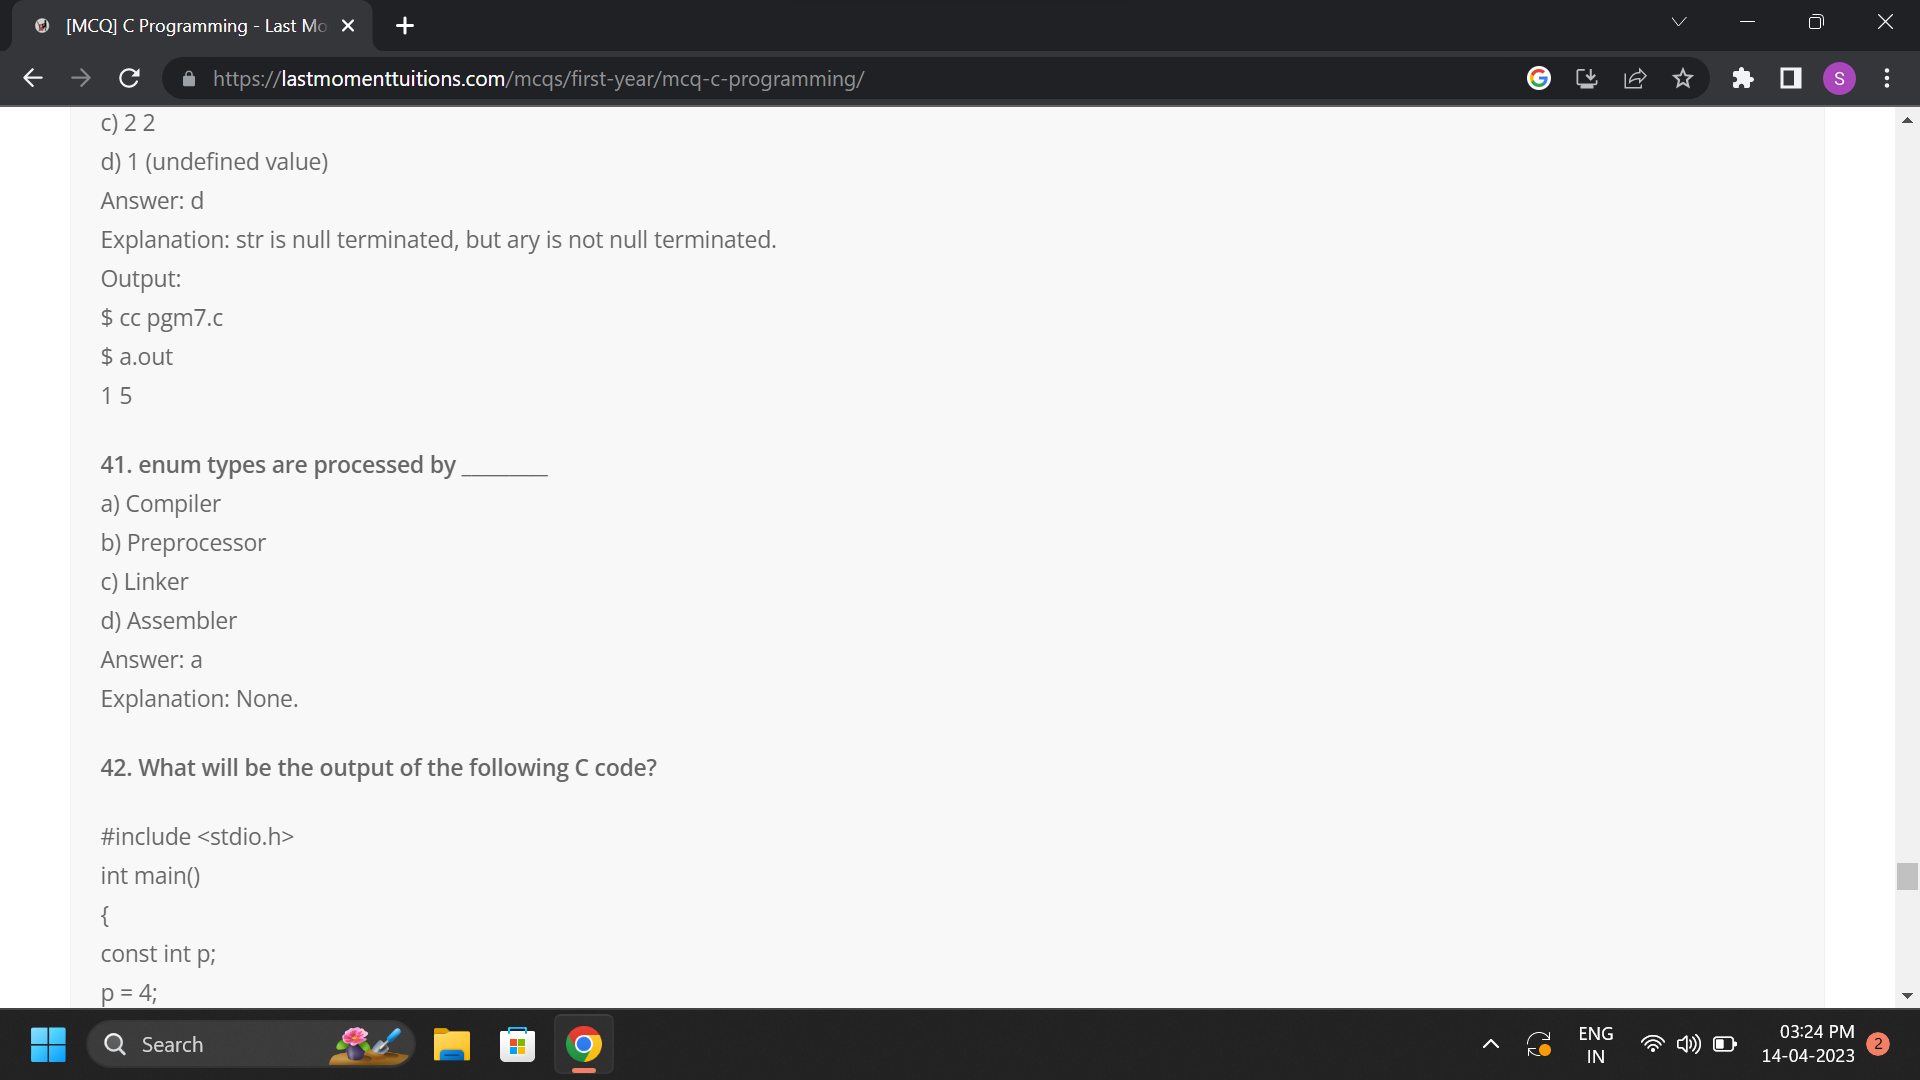 [MCQ] C Programming - Last Mo
https://lastmomenttuitions.com/mcqs/first-year/mcq-c-programming/
S
c) 2 2
d) 1 (undefined value)
Answer: d
Explanation: str is null terminated, but ary is not null terminated.
Output:
$ cc pgm7.c
$ a.out
1 5
41. enum types are processed by ________
a) Compiler
b) Preprocessor
c) Linker
d) Assembler
Answer: a
Explanation: None.
42. What will be the output of the following C code?
#include <stdio.h>
int main()
{
const int p;
p = 4;
Search
ENG
IN
03:24 PM
14-04-2023
2